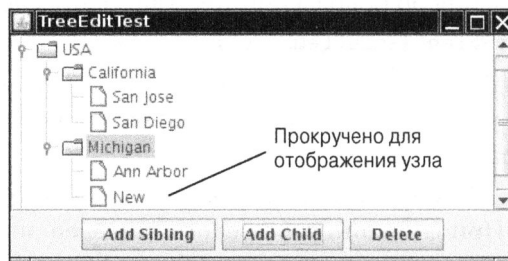 TreeEditTest
USA
California
San Jose
San Diego
Michigan
Ann Arbor
New
Прокручено для
отображения узла
Add Sibling
Add Child
Delete